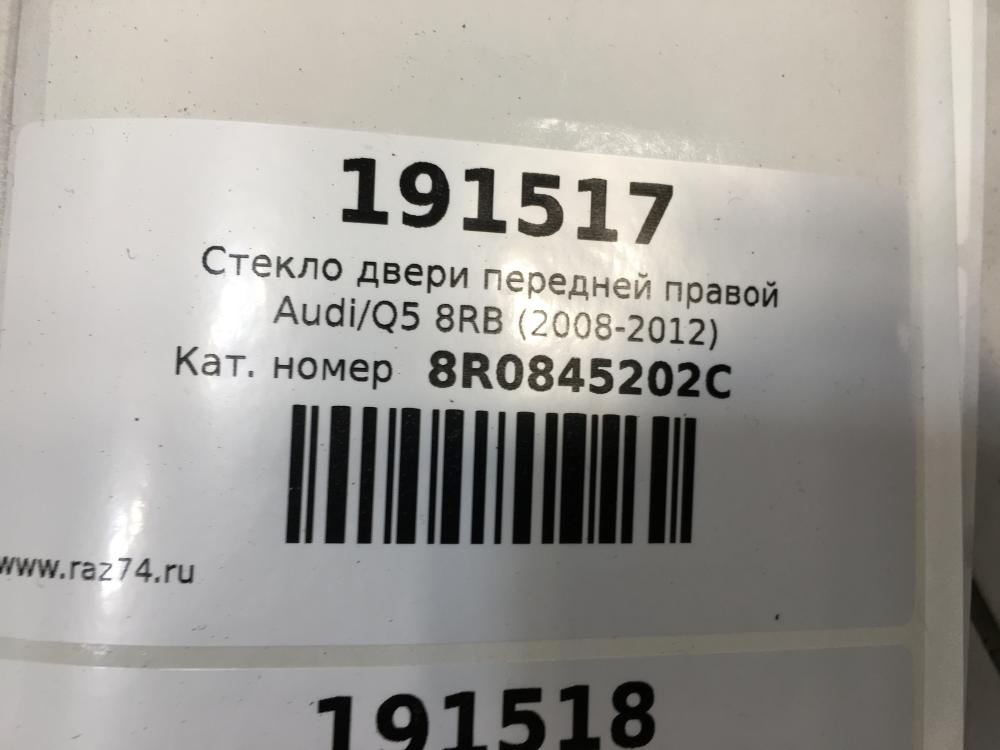 191517
Стекло двери передней правой
Audi/Q5 8RB (2008-2012)
Кат. номер 8R0845202C
www.raz74.ru
191518